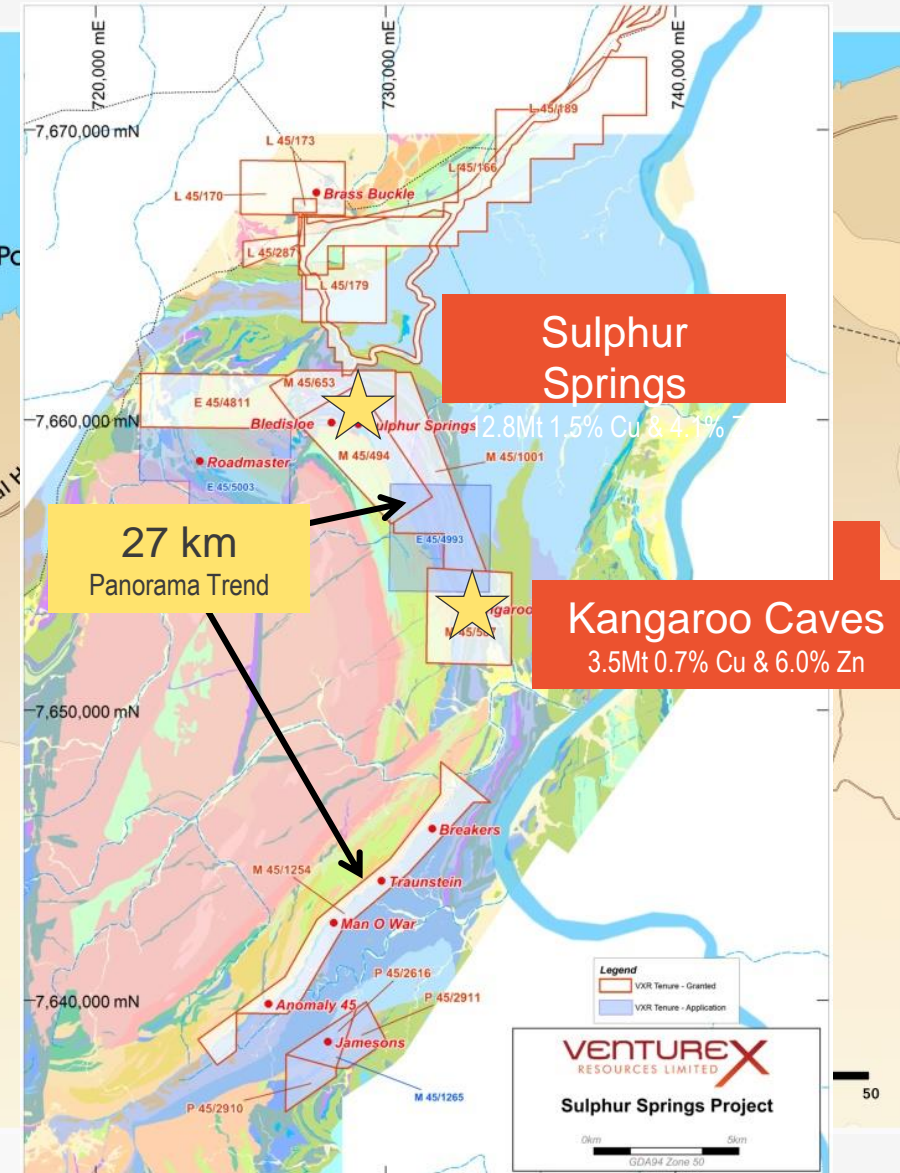 720,000 mE
730,000 mE
740,000 mE
7,670,000 mN
L 45/189
L 45/173
L 45/166
L 45/170
Brass Buckle
L 45/287
L 45/179
Sulphur
Springs
12.8Mt 1.5% Cu & 4.1%
M 45/653
E 45/4811
7,660,000 mN
Bledisloe
Sulphur Springs
M 45/494
M 45/1001
Roadmaster
E 45/5003
27 km
Panorama Trend
E 45/4993
Kangaroo Caves
3.5Mt 0.7% Cu & 6.0% Zn
7,650,000 mN
Breakers
M 45/1254
Traunstein
Man O War
P 45/2616
P 45/2911
7,640,000 mN
Anomaly 45
Jamesons
M 45/1265
P 45/2910
Legend
VXR Tenure - Granted
VXR Tenure - Application
VENTUREX
RESOURCES LIMITED
Sulphur Springs Project
0km 5km
GDA94 Zone 50
50